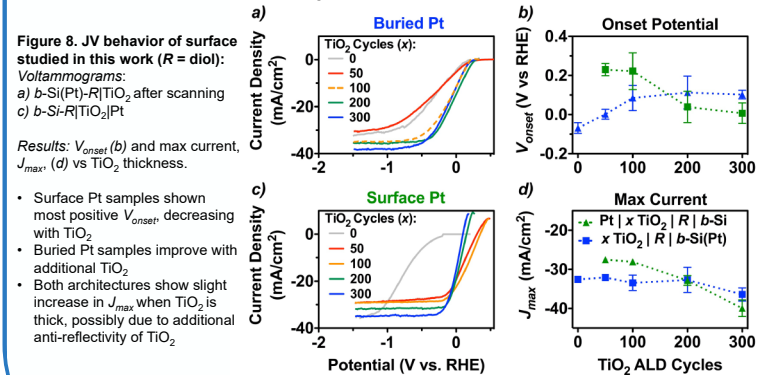 Figure 8. JV behavior of surface
studied in this work (R = diol):
Voltammograms:
a) b-Si(Pt)-R|TiO2 after scanning
c) b-Si-R|TiO2|Pt
Results: Vonset (b) and max current,
Jmax, (d) vs TiO2 thickness.
• Surface Pt samples shown
most positive Vonset, decreasing
with TiO2
• Buried Pt samples improve with
additional TiO2
• Both architectures show slight
increase in Jmax when TiO2 is
thick, possibly due to additional
anti-reflectivity of TiO2
a)
Buried Pt
TiO2 Cycles (x):
0
50
100
200
300
Current Density
(mA/cm²)
0
-20
-40
-2
-1
0
b)
Onset Potential
Vonset (V vs RHE)
0.4
0.2
0.0
-0.2
0
100
200
300
c)
Surface Pt
TiO2 Cycles (x):
0
50
100
200
300
Current Density
(mA/cm²)
0
-20
-40
-2
-1
0
Potential (V vs. RHE)
d)
Max Current
Pt | x TiO2 | R | b-Si
x TiO2 | R | b-Si(Pt)
Jmax (mA/cm²)
-20
-30
-40
0
100
200
300
TiO2 ALD Cycles